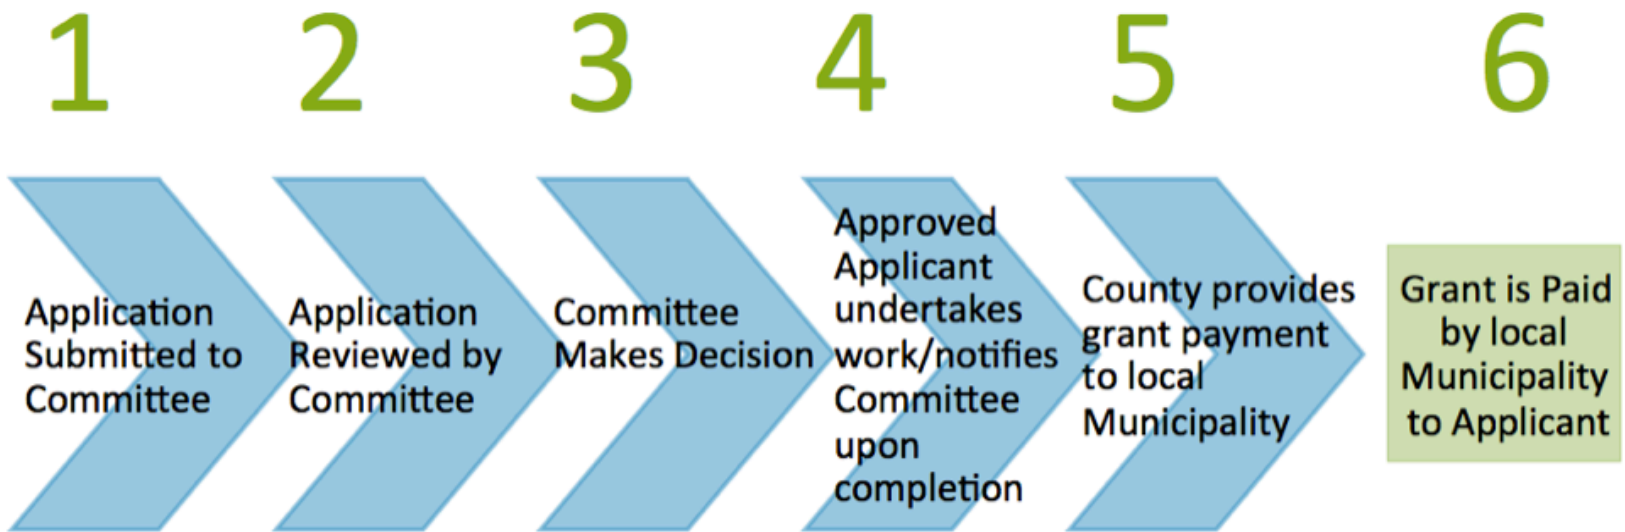 1
2
3
4
5
6
Application
Submitted to
Committee
Application
Reviewed by
Committee
Committee
Makes Decision
Approved
Applicant
undertakes
work/notifies
Committee
upon
completion
County provides
grant payment
to local
Municipality
Grant is Paid
by local
Municipality
to Applicant